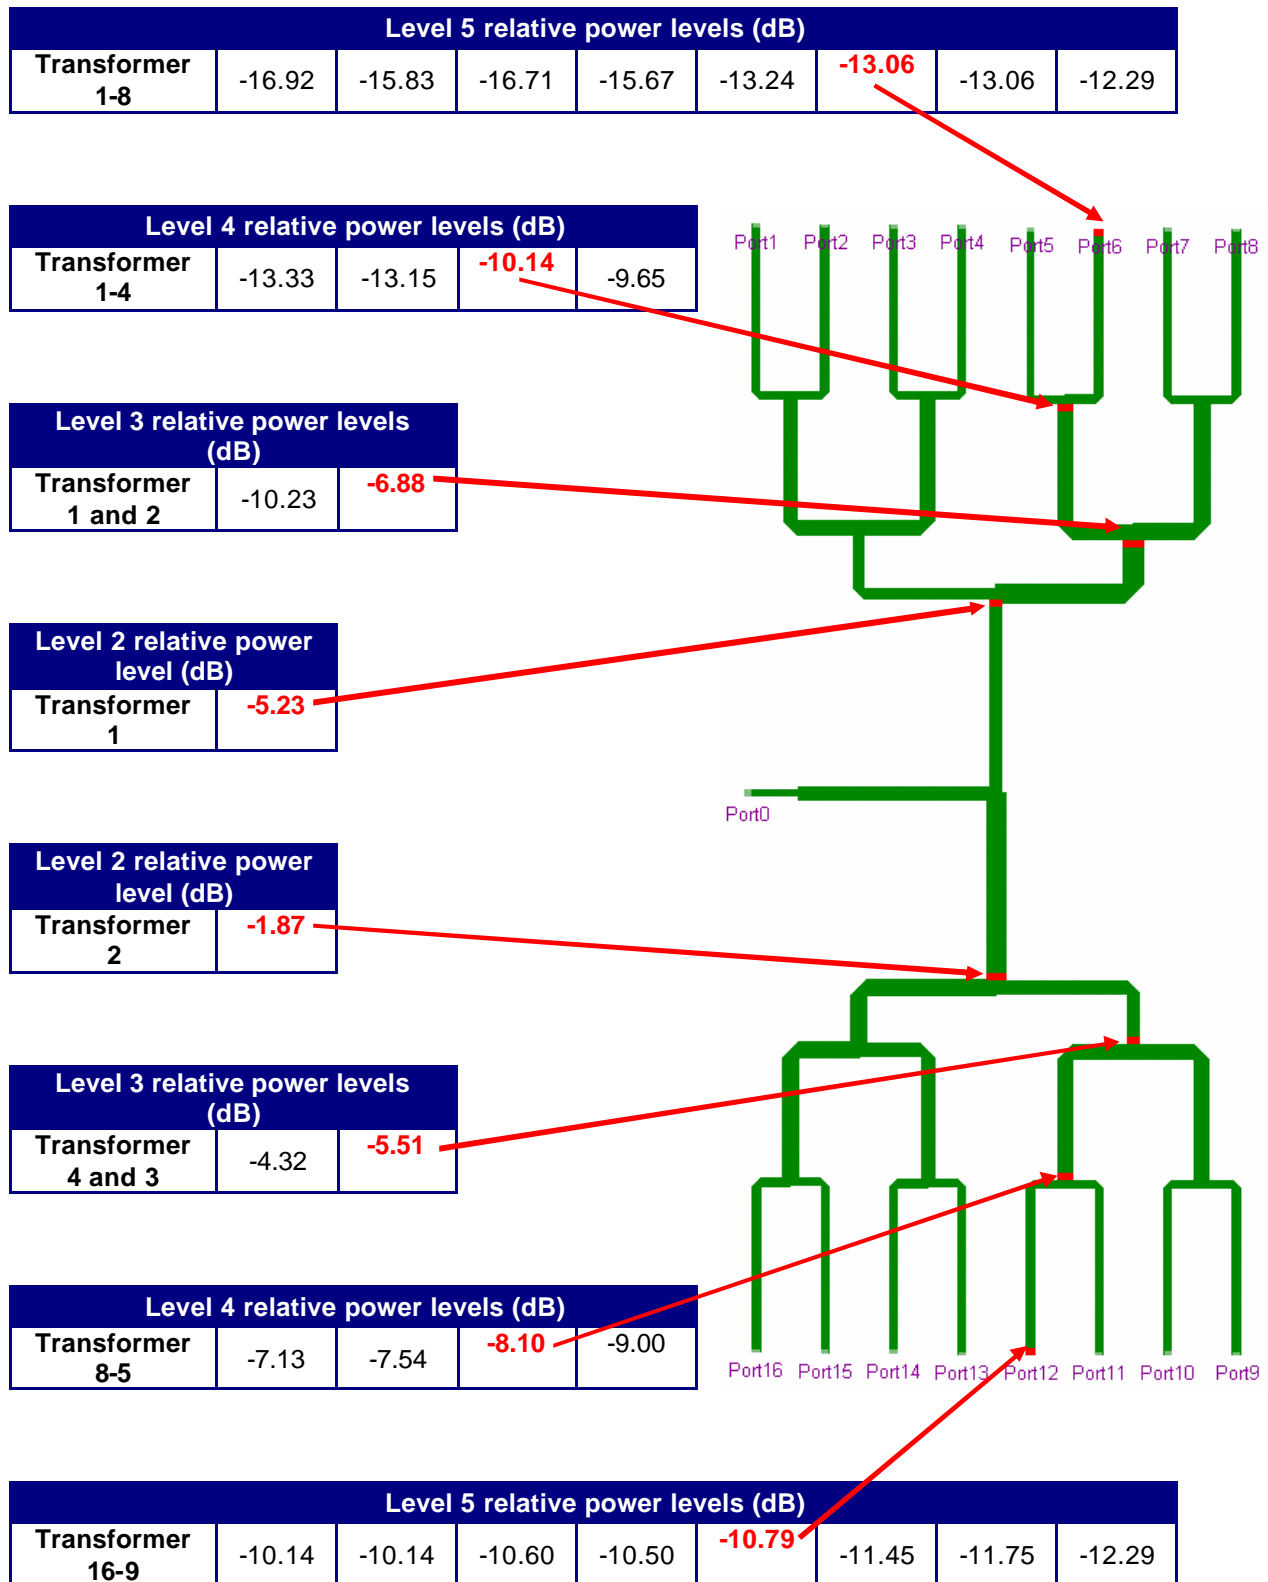 Level 5 relative power levels (dB)
Transformer
1-8
-16.92 -15.83 -16.71 -15.67 -13.24 -13.06 -13.06 -12.29
Level 4 relative power levels (dB)
Transformer
1-4
-13.33 -13.15 -10.14 -9.65
Port1 Port2 Port3 Port4 Port5 Port6 Port7 Port8
Level 3 relative power levels
(dB)
Transformer
1 and 2
-10.23 -6.88
Level 2 relative power
level (dB)
Transformer
1
-5.23
Port0
Level 2 relative power
level (dB)
Transformer
2
-1.87
Level 3 relative power levels
(dB)
Transformer
4 and 3
-4.32 -5.51
Level 4 relative power levels (dB)
Transformer
8-5
-7.13 -7.54 -8.10 -9.00
Port16 Port15 Port14 Port13 Port12 Port11 Port10 Port9
Level 5 relative power levels (dB)
Transformer
16-9
-10.14 -10.14 -10.60 -10.50 -10.79 -11.45 -11.75 -12.29